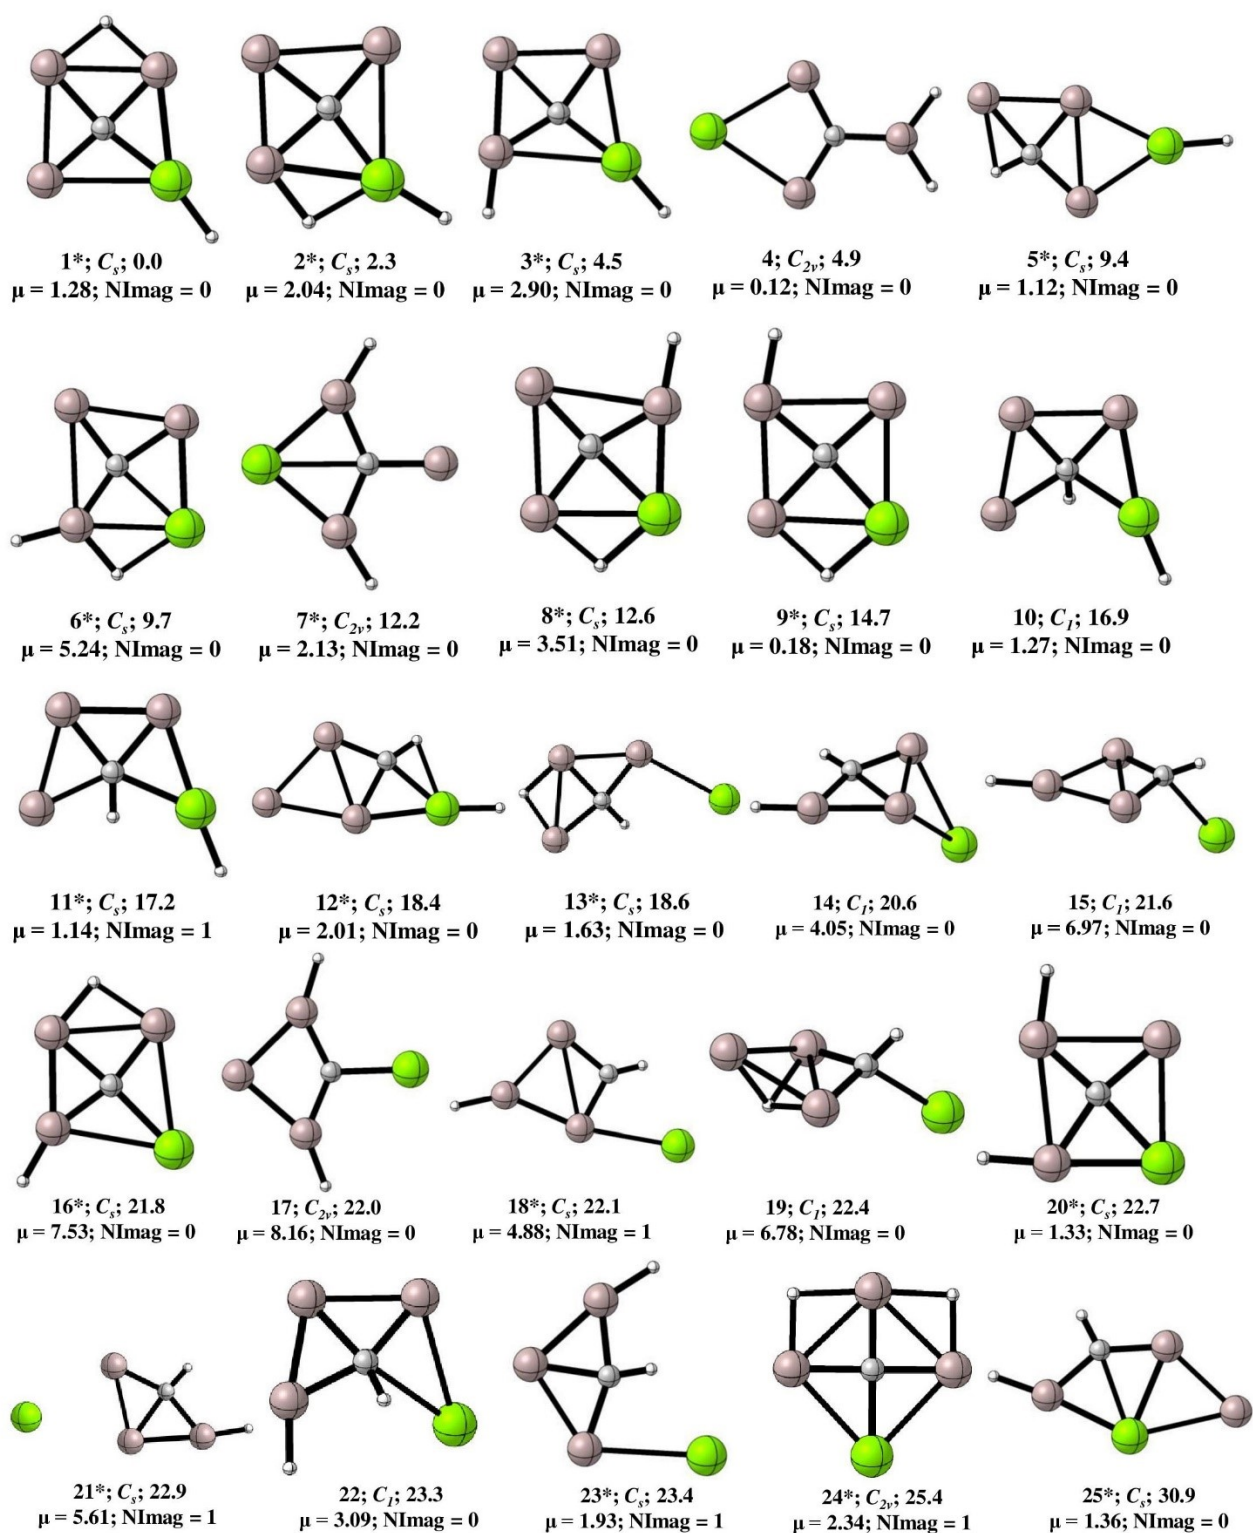 1*; Cs; 0.0
μ = 1.28; NImag = 0
2*; Cs; 2.3
μ = 2.04; NImag = 0
3*; Cs; 4.5
μ = 2.90; NImag = 0
4; C2v; 4.9
μ = 0.12; NImag = 0
5*; Cs; 9.4
μ = 1.12; NImag = 0
6*; Cs; 9.7
μ = 5.24; NImag = 0
7*; C2v; 12.2
μ = 2.13; NImag = 0
8*; Cs; 12.6
μ = 3.51; NImag = 0
9*; Cs; 14.7
μ = 0.18; NImag = 0
10; C1; 16.9
μ = 1.27; NImag = 0
11*; Cs; 17.2
μ = 1.14; NImag = 1
12*; Cs; 18.4
μ = 2.01; NImag = 0
13*; Cs; 18.6
μ = 1.63; NImag = 0
14; C1; 20.6
μ = 4.05; NImag = 0
15; C1; 21.6
μ = 6.97; NImag = 0
16*; Cs; 21.8
μ = 7.53; NImag = 0
17; C2v; 22.0
μ = 8.16; NImag = 0
18*; Cs; 22.1
μ = 4.88; NImag = 1
19; C1; 22.4
μ = 6.78; NImag = 0
20*; Cs; 22.7
μ = 1.33; NImag = 0
21*; Cs; 22.9
μ = 5.61; NImag = 1
22; C1; 23.3
μ = 3.09; NImag = 0
23*; Cs; 23.4
μ = 1.93; NImag = 1
24*; C2v; 25.4
μ = 2.34; NImag = 1
25*; Cs; 30.9
μ = 1.36; NImag = 0